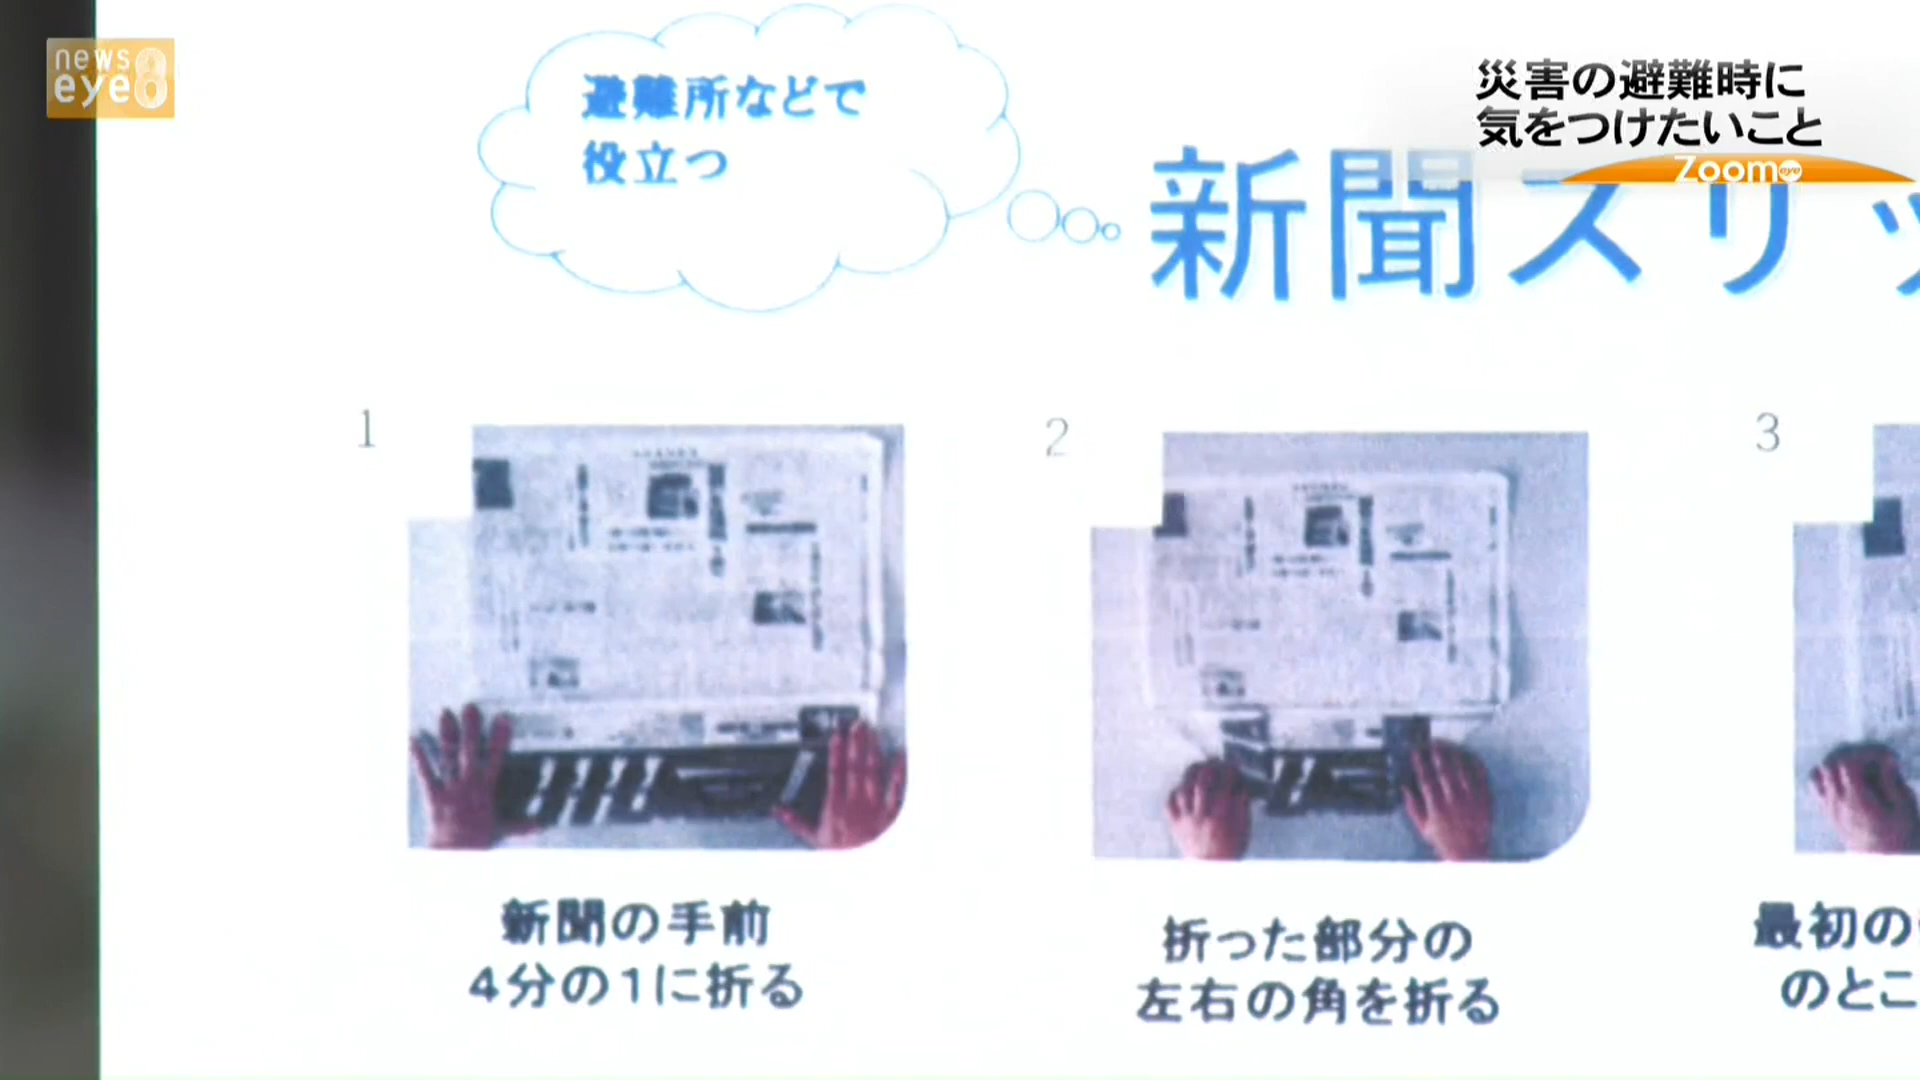 news
eye8
災害の避難時に
気をつけたいこと
Zoom eye
避難所などで
役立つ
新聞スリッ
1
2
3
新聞の手前
4分の1に折る
折った部分の
左右の角を折る
最初の
のとこ